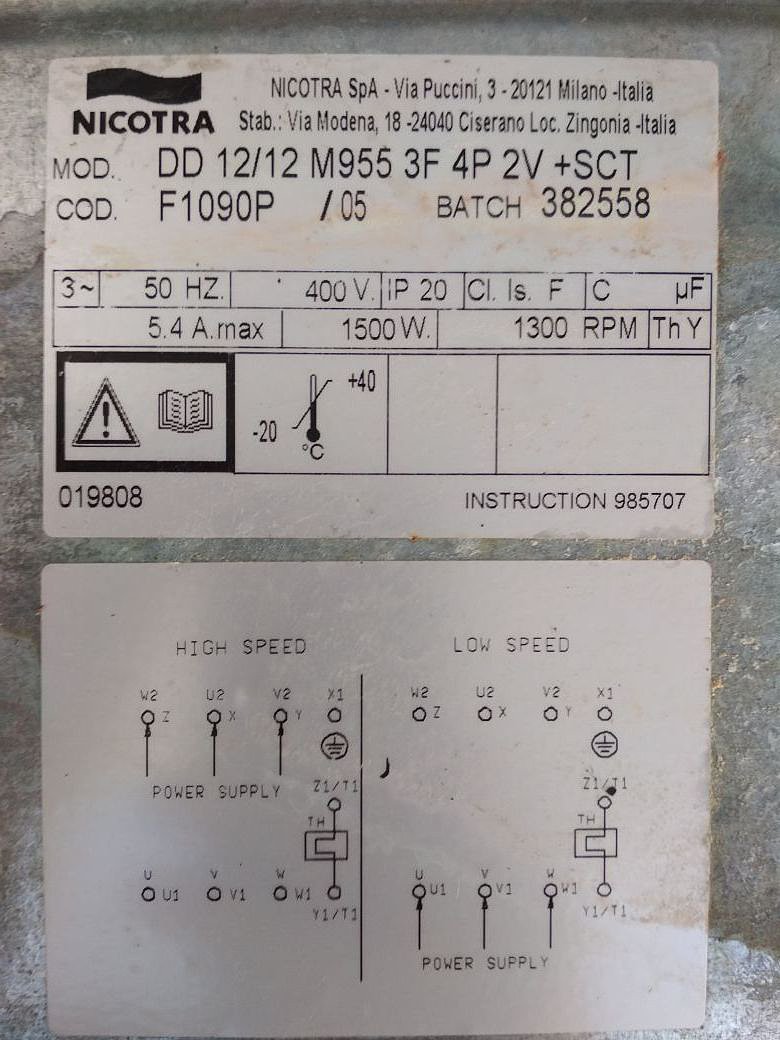 NICOTRA
NICOTRA SpA - Via Puccini, 3 - 20121 Milano -Italia
Stab.: Via Modena, 18 -24040 Ciserano Loc. Zingonia -Italia
MOD. DD 12/12 M955 3F 4P 2V +SCT
COD. F1090P /05 BATCH 382558
3~ 50 HZ. 400 V. IP 20 Cl. Is. F C µF
5.4 A.max 1500 W. 1300 RPM Th Y
+40
-20
°C
019808 INSTRUCTION 985707
HIGH SPEED
W2 U2 V2 X1
Z X Y
POWER SUPPLY
Z1/T1
TH
U V W
U1 V1 W1
Y1/T1
LOW SPEED
W2 U2 V2 X1
Z X Y
Z1/T1
TH
U V W
U1 V1 W1
Y1/T1
POWER SUPPLY